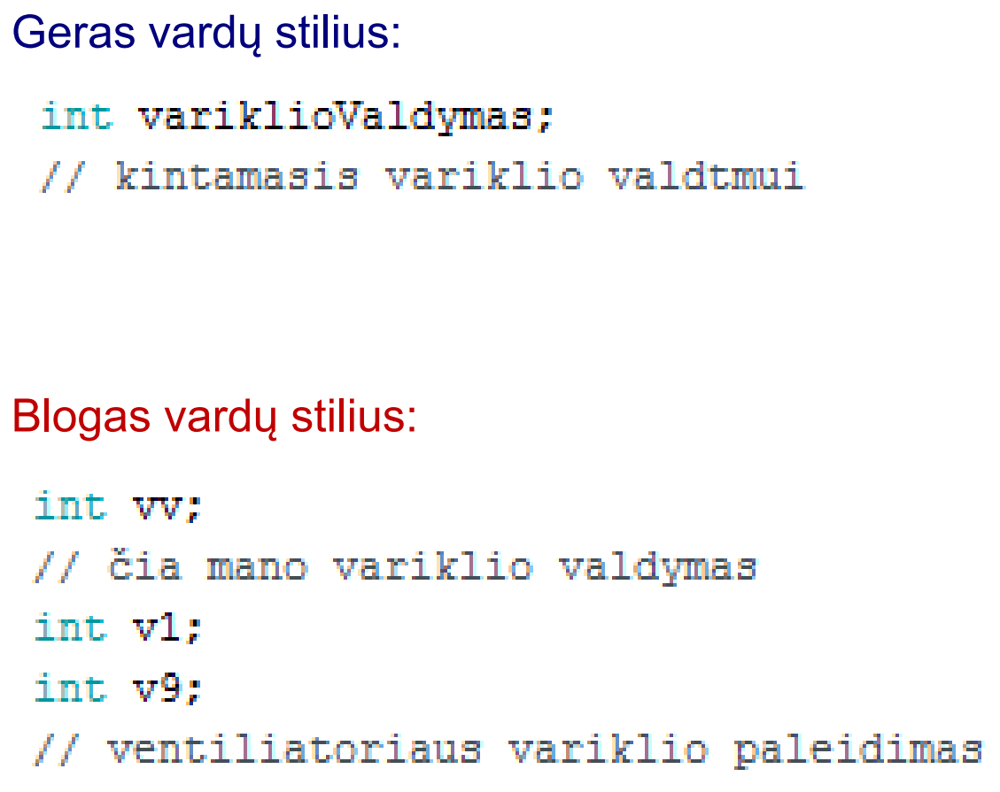 Geras vardų stilius:
int variklioValdymas;
// kintamasis variklio valdtmui
Blogas vardų stilius:
int vv;
// čia mano variklio valdymas
int v1;
int v9;
// ventiliatoriaus variklio paleidimas